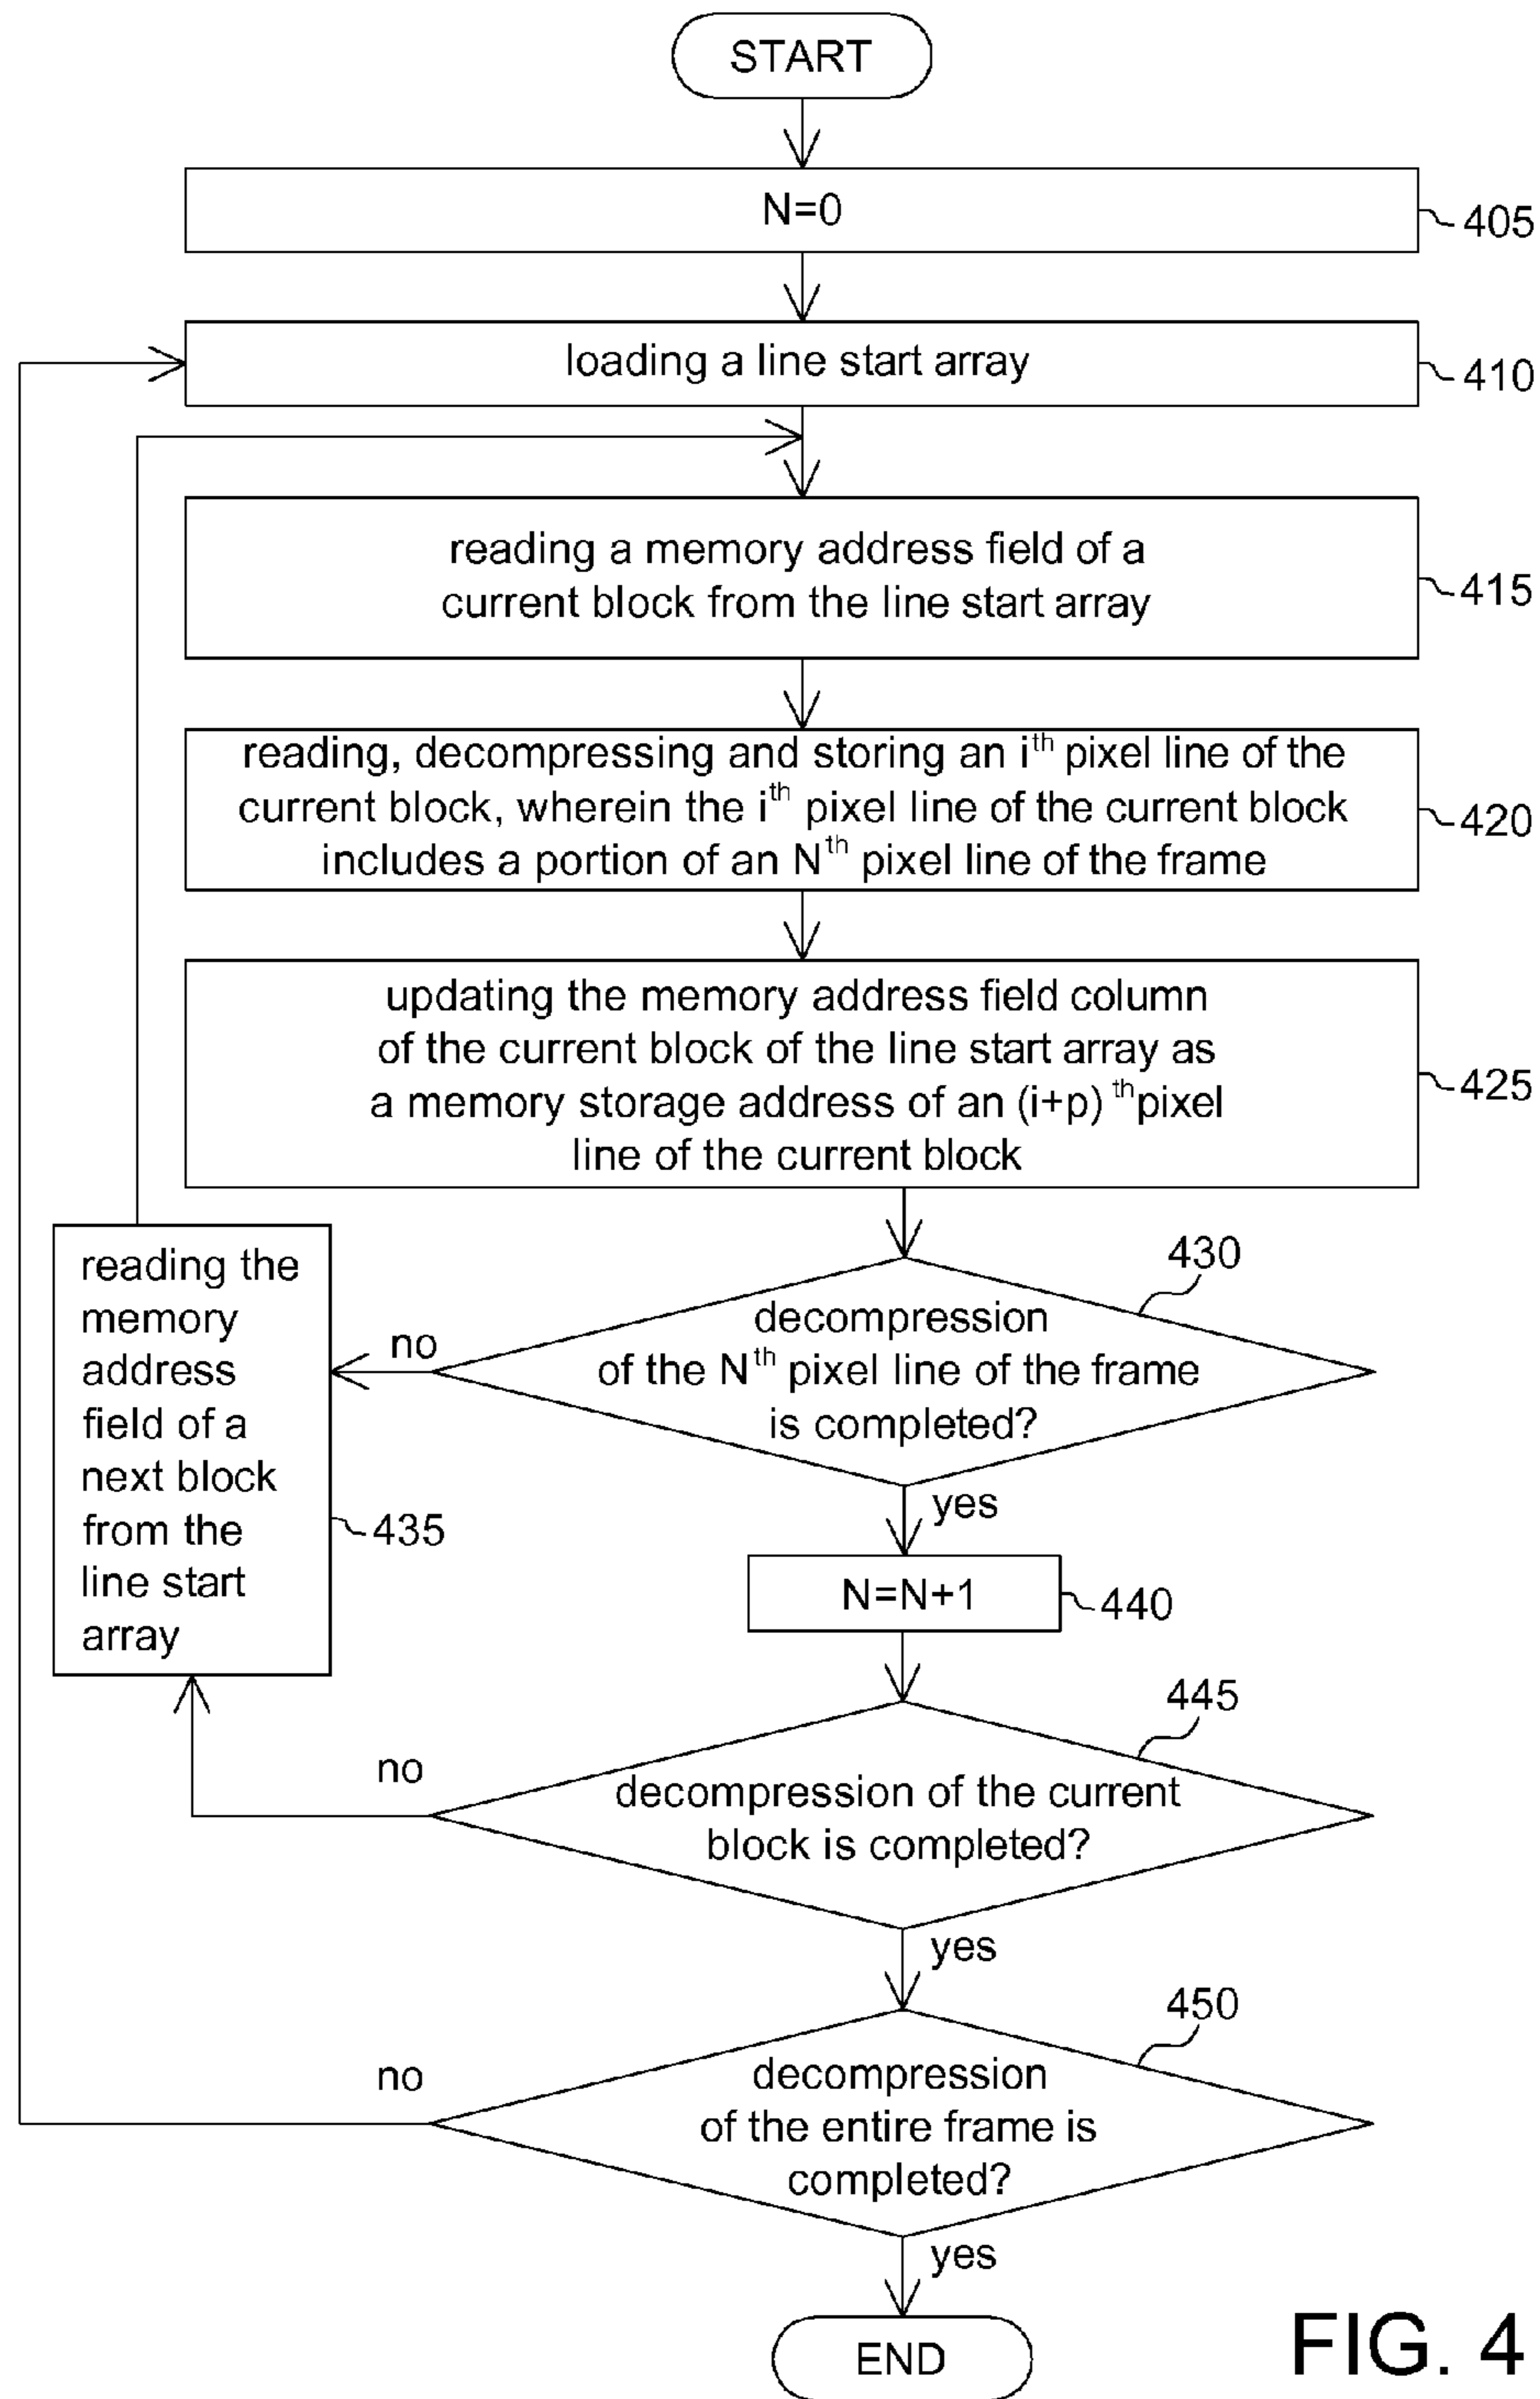 START
N=0
405
loading a line start array
410
reading a memory address field of a
current block from the line start array
415
reading, decompressing and storing an i^th pixel line of the
current block, wherein the i^th pixel line of the current block
includes a portion of an N^th pixel line of the frame
420
updating the memory address field column
of the current block of the line start array as
a memory storage address of an (i+p)^th pixel
line of the current block
425
430
decompression
of the N^th pixel line of the frame
is completed?
no
yes
reading the
memory
address
field of a
next block
from the
line start
array
435
N=N+1
440
445
decompression of the current
block is completed?
no
yes
450
decompression
of the entire frame is
completed?
no
yes
END
FIG. 4